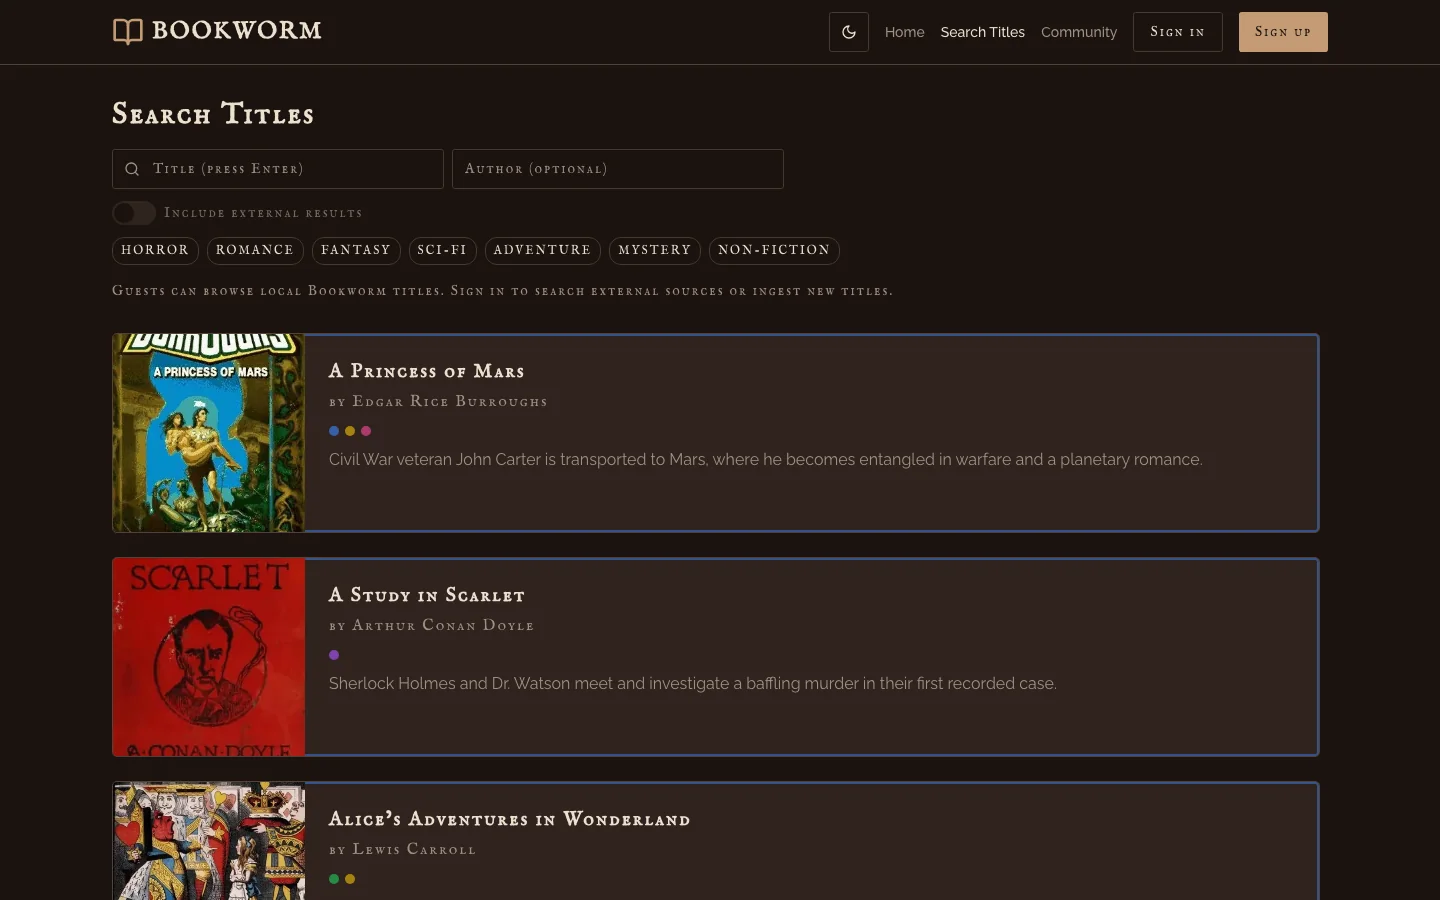 BOOKWORM
Home
Search Titles
Community
Sign in
Sign up
Search Titles
Title (press Enter)
Author (optional)
Include external results
HORROR
ROMANCE
FANTASY
SCI-FI
ADVENTURE
MYSTERY
NON-FICTION
Guests can browse local Bookworm titles. Sign in to search external sources or ingest new titles.
BURROUGHS
A PRINCESS OF MARS
A Princess of Mars
by Edgar Rice Burroughs
Civil War veteran John Carter is transported to Mars, where he becomes entangled in warfare and a planetary romance.
SCARLET
A·CONAN·DOYLE
A Study in Scarlet
by Arthur Conan Doyle
Sherlock Holmes and Dr. Watson meet and investigate a baffling murder in their first recorded case.
Alice's Adventures in Wonderland
by Lewis Carroll